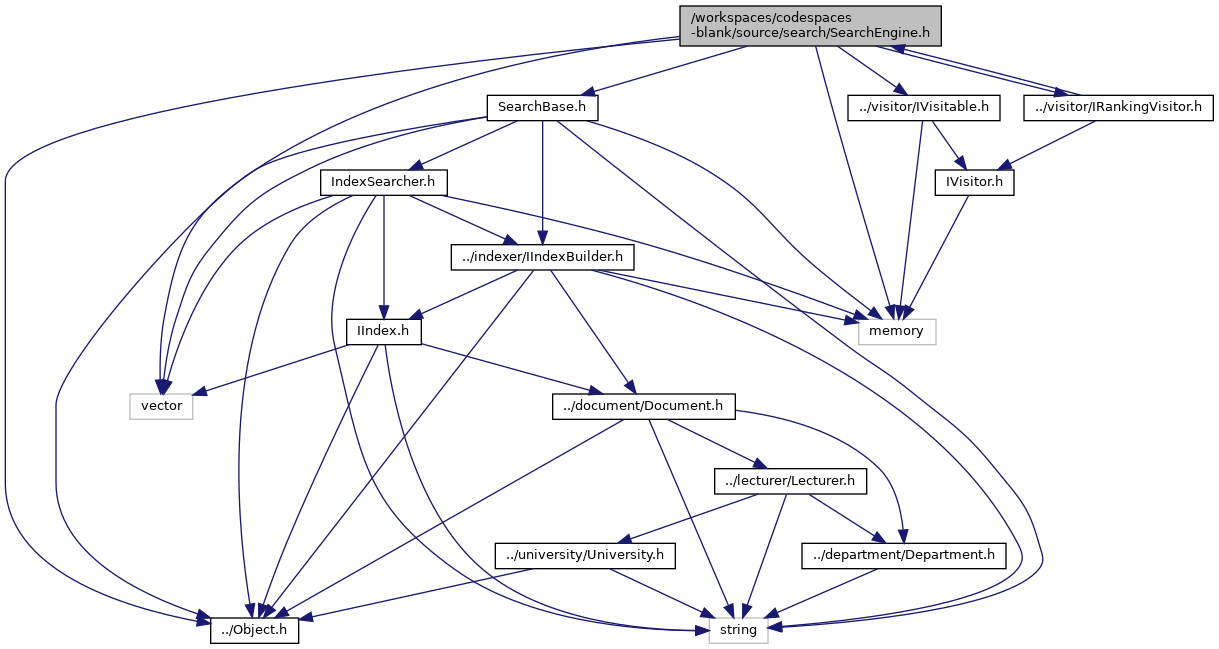 /workspaces/codespaces
-blank/source/search/SearchEngine.h
SearchBase.h
../visitor/IVisitable.h
../visitor/IRankingVisitor.h
IndexSearcher.h
IVisitor.h
../indexer/IIndexBuilder.h
IIndex.h
memory
vector
../document/Document.h
../lecturer/Lecturer.h
../university/University.h
../department/Department.h
../Object.h
string